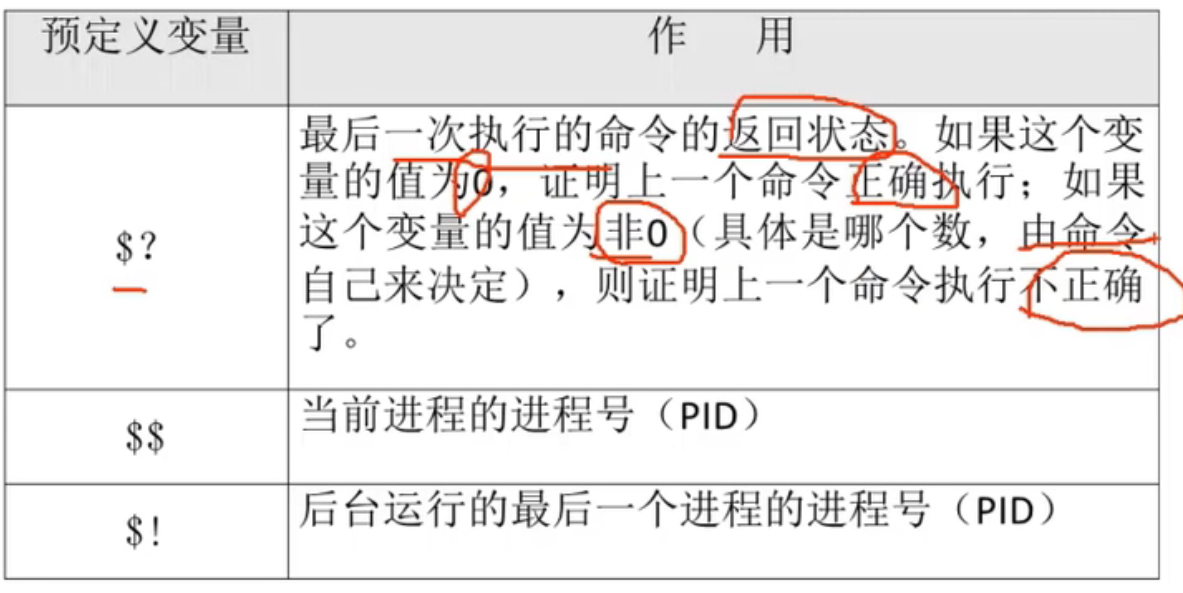 预定义变量 作 用
$?
最后一次执行的命令的返回状态。如果这个变
量的值为0，证明上一个命令正确执行；如果
这个变量的值为非0（具体是哪个数，由命令
自己来决定），则证明上一个命令执行不正确
了。
$$ 当前进程的进程号（PID）
$! 后台运行的最后一个进程的进程号（PID）